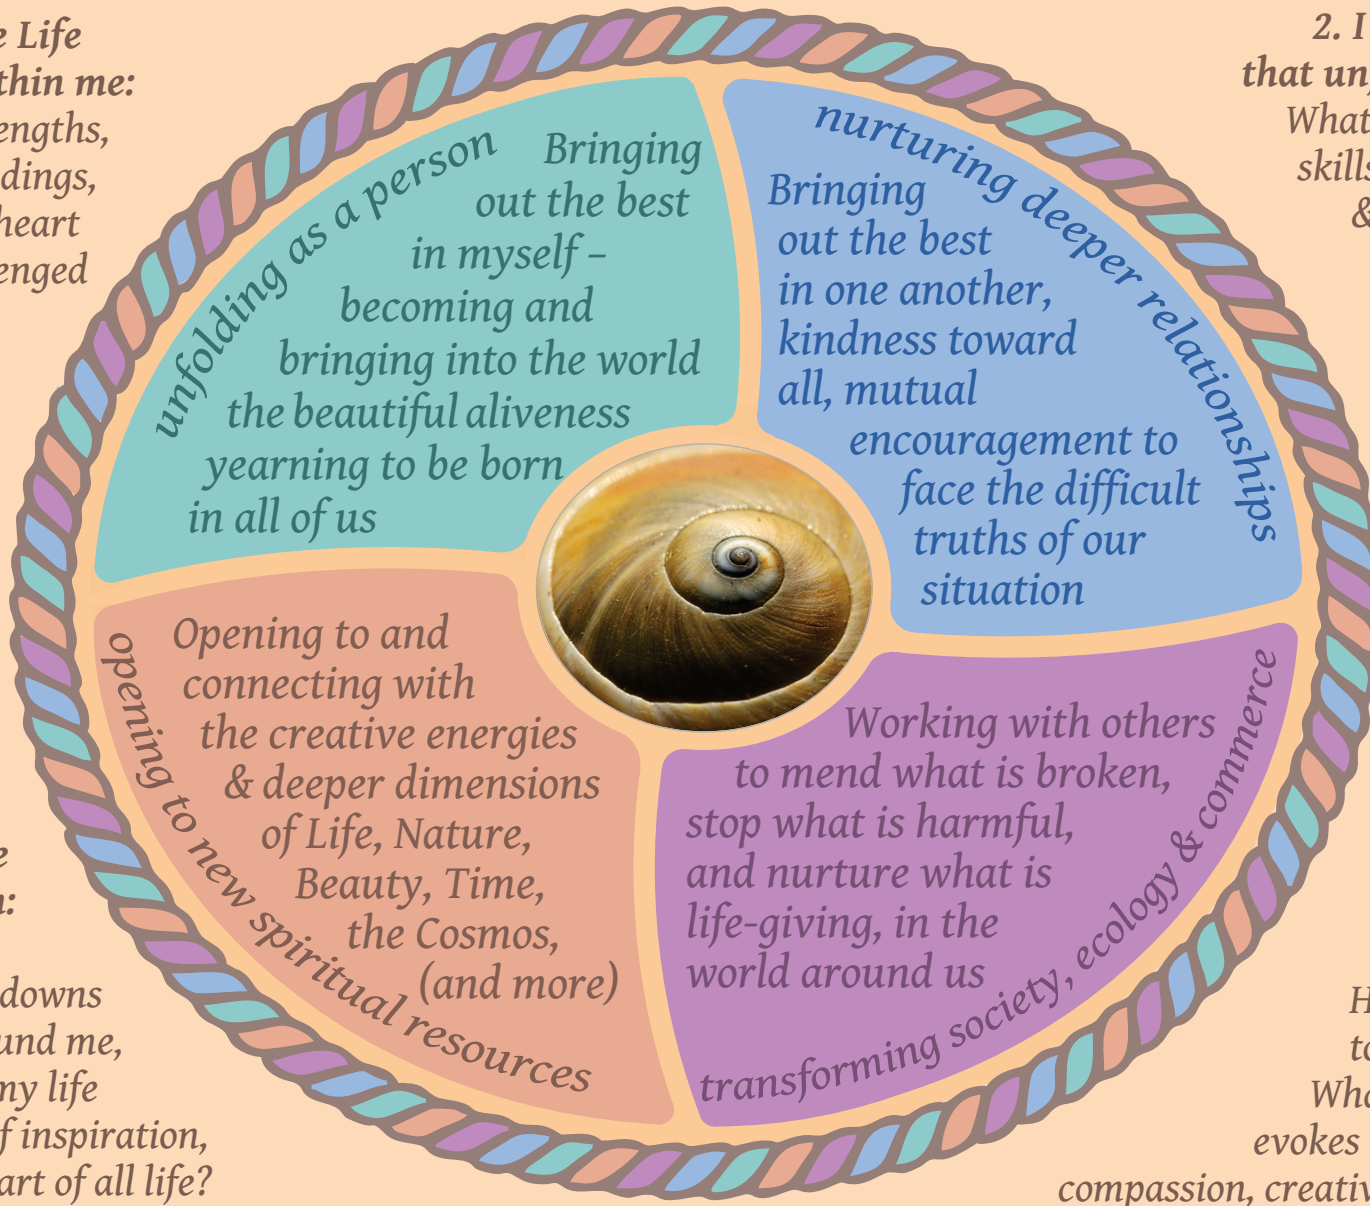 Life
thin me:
engths,
dings,
heart
enged
2. I
that un
What
skills
&
unfolding as a person
Bringing
out the best
in myself –
becoming and
bringing into the world
the beautiful aliveness
yearning to be born
in all of us
nurturing deeper relationships
Bringing
out the best
in one another,
kindness toward
all, mutual
encouragement to
face the difficult
truths of our
situation
opening to new spiritual resources
Opening to and
connecting with
the creative energies
& deeper dimensions
of Life, Nature,
Beauty, Time,
the Cosmos,
(and more)
Working with others
to mend what is broken,
stop what is harmful,
and nurture what is
life-giving, in the
world around us
transforming society, ecology & commerce
downs
und me,
my life
f inspiration,
art of all life?
evokes
compassion, creativ